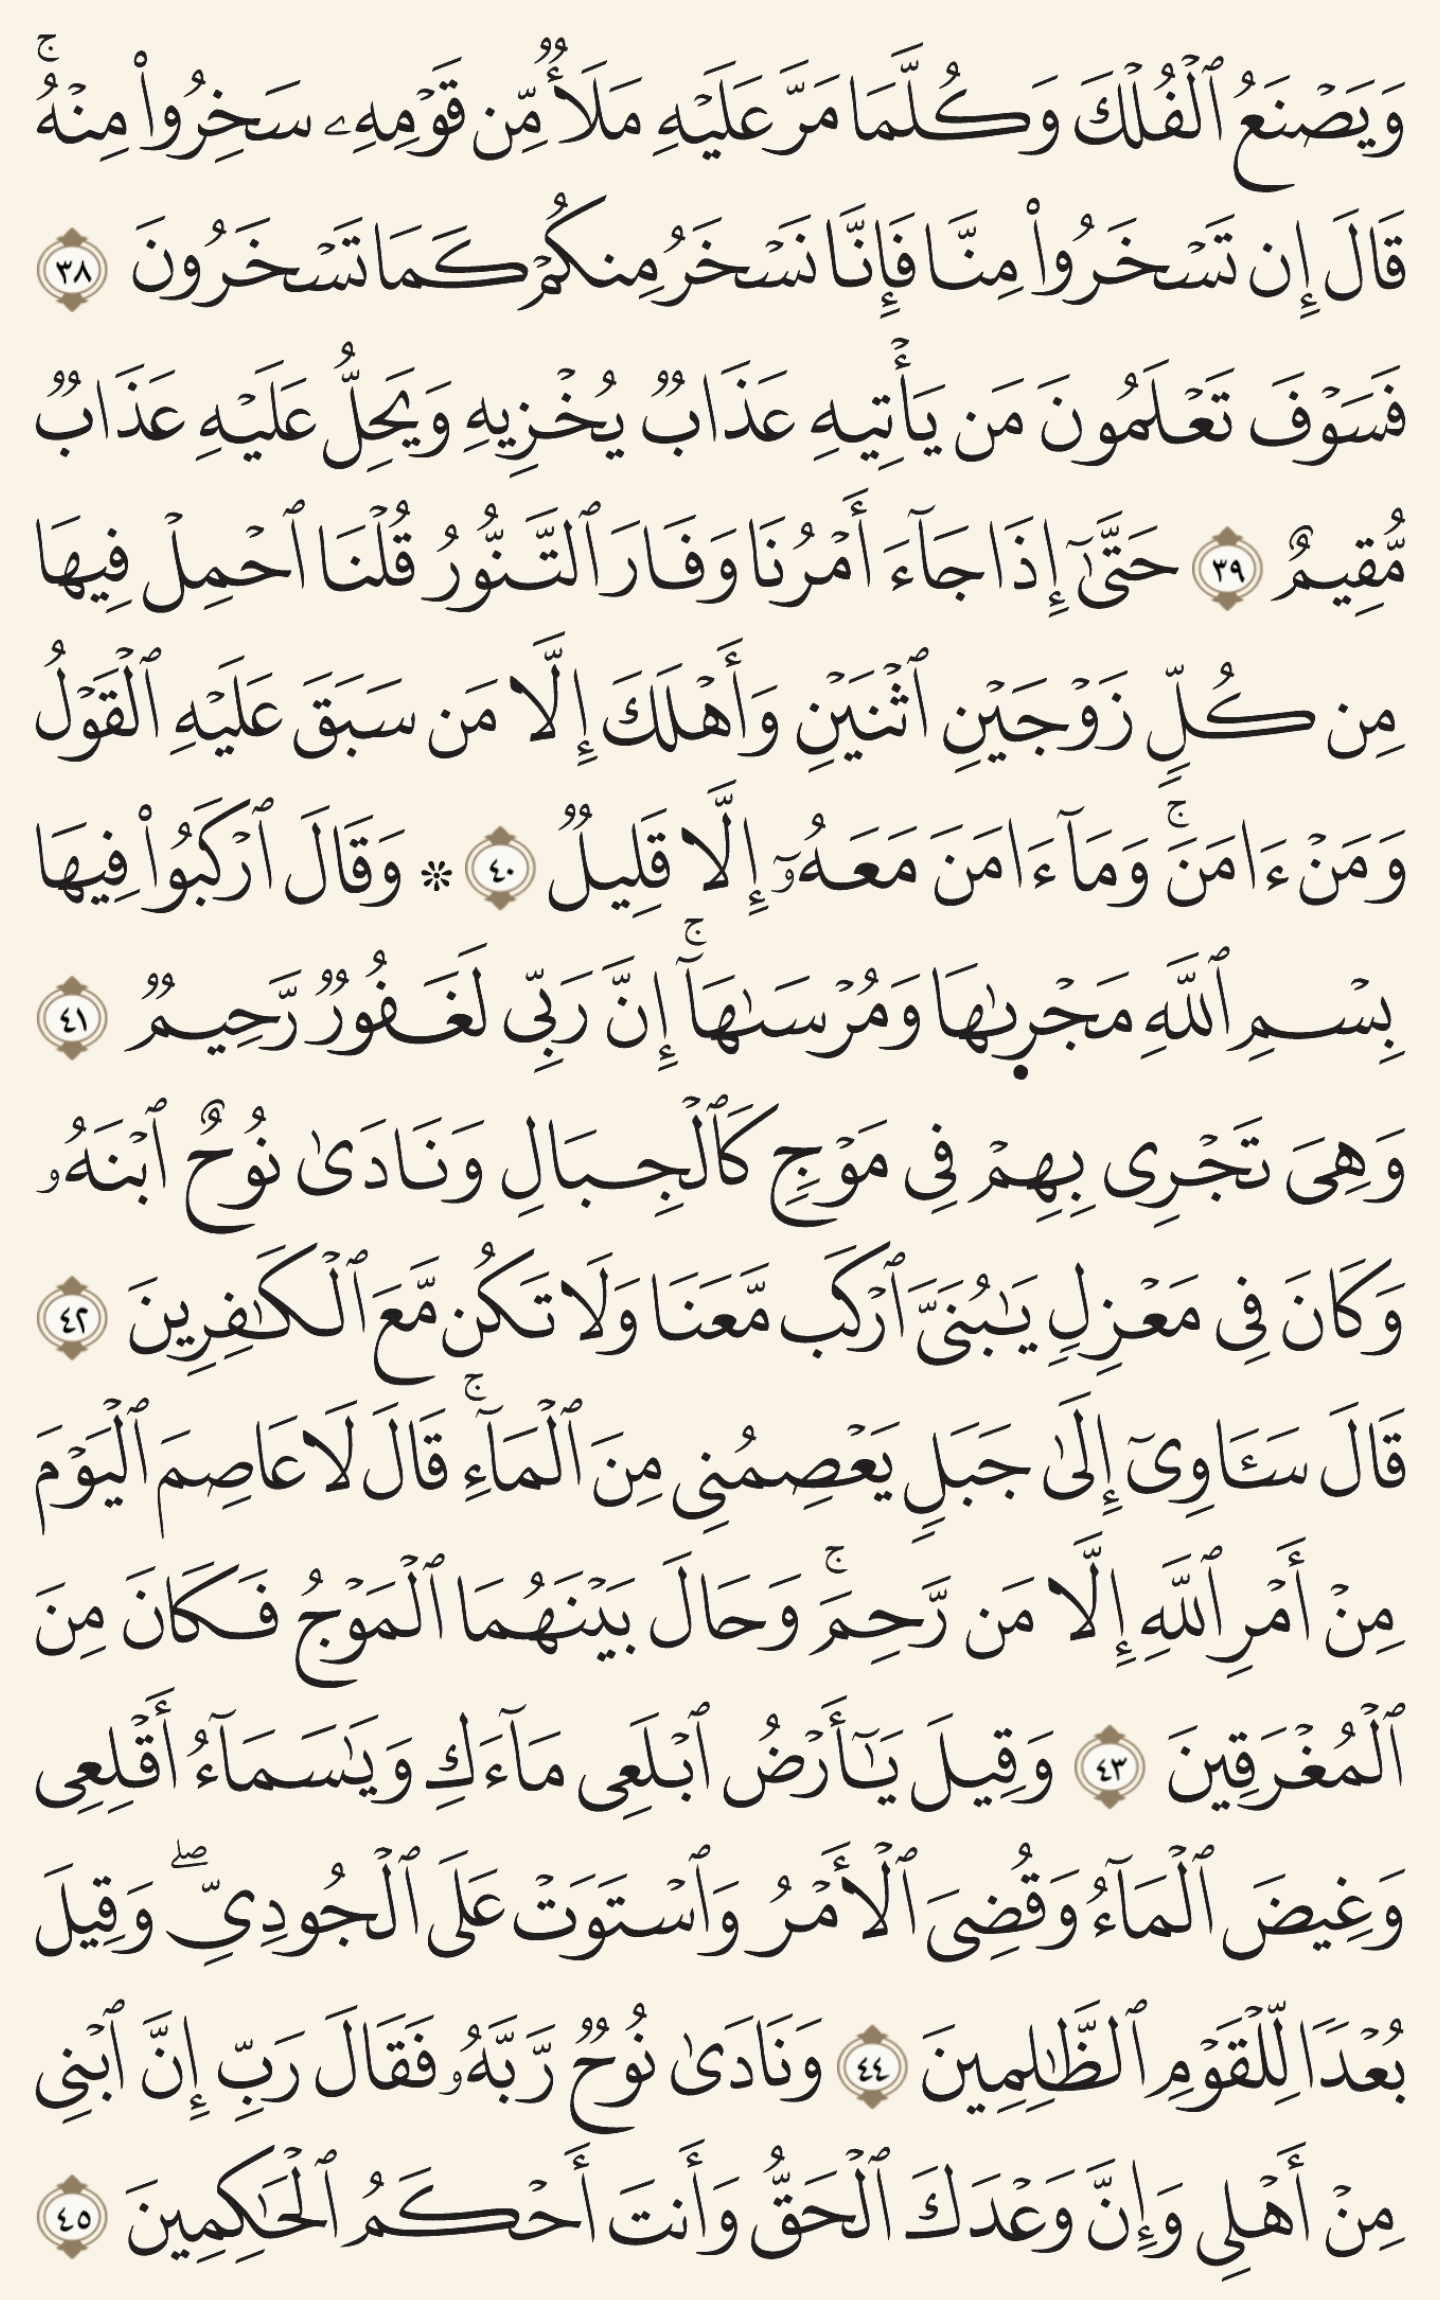 وَيَصْنَعُ ٱلْفُلْكَ وَكُلَّمَا مَرَّ عَلَيْهِ مَلَأٌ مِّن قَوْمِهِۦ سَخِرُوا۟ مِنْهُ ۚ
قَالَ إِن تَسْخَرُوا۟ مِنَّا فَإِنَّا نَسْخَرُ مِنكُمْ كَمَا تَسْخَرُونَ ٣٨
فَسَوْفَ تَعْلَمُونَ مَن يَأْتِيهِ عَذَابٌ يُخْزِيهِ وَيَحِلُّ عَلَيْهِ عَذَابٌ
مُّقِيمٌ ٣٩ حَتَّىٰٓ إِذَا جَآءَ أَمْرُنَا وَفَارَ ٱلتَّنُّورُ قُلْنَا ٱحْمِلْ فِيهَا
مِن كُلٍّ زَوْجَيْنِ ٱثْنَيْنِ وَأَهْلَكَ إِلَّا مَن سَبَقَ عَلَيْهِ ٱلْقَوْلُ
وَمَنْ ءَامَنَ ۚ وَمَآ ءَامَنَ مَعَهُۥٓ إِلَّا قَلِيلٌ ٤٠ ۞ وَقَالَ ٱرْكَبُوا۟ فِيهَا
بِسْمِ ٱللَّهِ مَجْر۪ىٰهَا وَمُرْسَىٰهَآ ۚ إِنَّ رَبِّى لَغَفُورٌ رَّحِيمٌ ٤١
وَهِىَ تَجْرِى بِهِمْ فِى مَوْجٍ كَٱلْجِبَالِ وَنَادَىٰ نُوحٌ ٱبْنَهُۥ
وَكَانَ فِى مَعْزِلٍ يَـٰبُنَىَّ ٱرْكَب مَّعَنَا وَلَا تَكُن مَّعَ ٱلْكَـٰفِرِينَ ٤٢
قَالَ سَـَٔاوِىٓ إِلَىٰ جَبَلٍ يَعْصِمُنِى مِنَ ٱلْمَآءِ ۚ قَالَ لَا عَاصِمَ ٱلْيَوْمَ
مِنْ أَمْرِ ٱللَّهِ إِلَّا مَن رَّحِمَ ۚ وَحَالَ بَيْنَهُمَا ٱلْمَوْجُ فَكَانَ مِنَ
ٱلْمُغْرَقِينَ ٤٣ وَقِيلَ يَـٰٓأَرْضُ ٱبْلَعِى مَآءَكِ وَيَـٰسَمَآءُ أَقْلِعِى
وَغِيضَ ٱلْمَآءُ وَقُضِىَ ٱلْأَمْرُ وَٱسْتَوَتْ عَلَى ٱلْجُودِىِّ ۖ وَقِيلَ
بُعْدًا لِّلْقَوْمِ ٱلظَّـٰلِمِينَ ٤٤ وَنَادَىٰ نُوحٌ رَّبَّهُۥ فَقَالَ رَبِّ إِنَّ ٱبْنِى
مِنْ أَهْلِى وَإِنَّ وَعْدَكَ ٱلْحَقُّ وَأَنتَ أَحْكَمُ ٱلْحَـٰكِمِينَ ٤٥